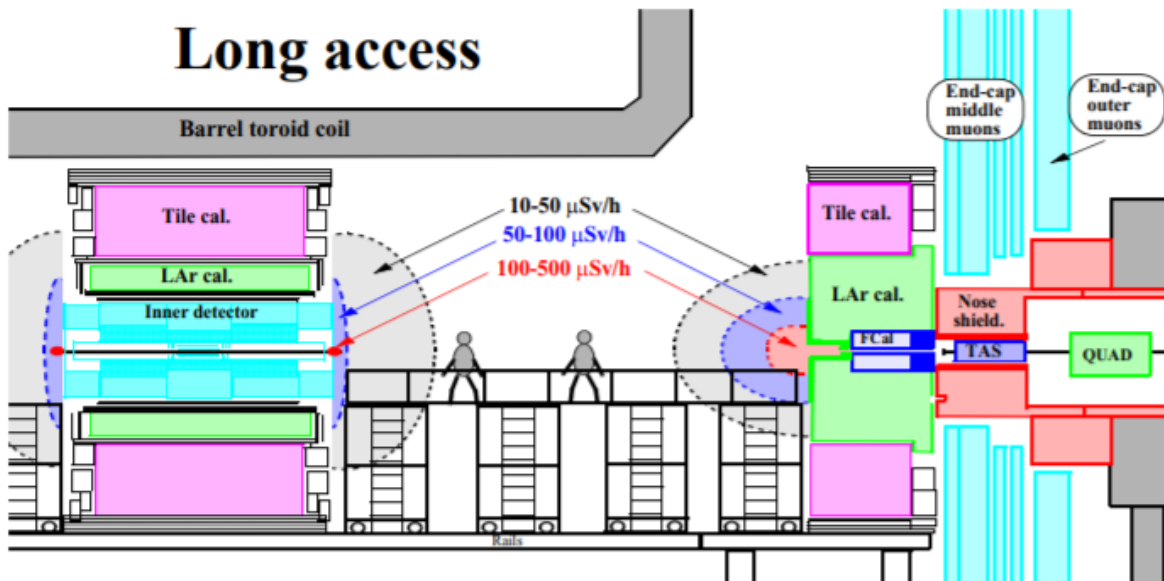 Long access
Barrel toroid coil
End-cap
middle
muons
End-cap
outer
muons
Tile cal.
10-50 μSv/h
50-100 μSv/h
100-500 μSv/h
Tile cal.
LAr cal.
Inner detector
LAr cal.
Nose
shield.
FCal
TAS
QUAD
Rails